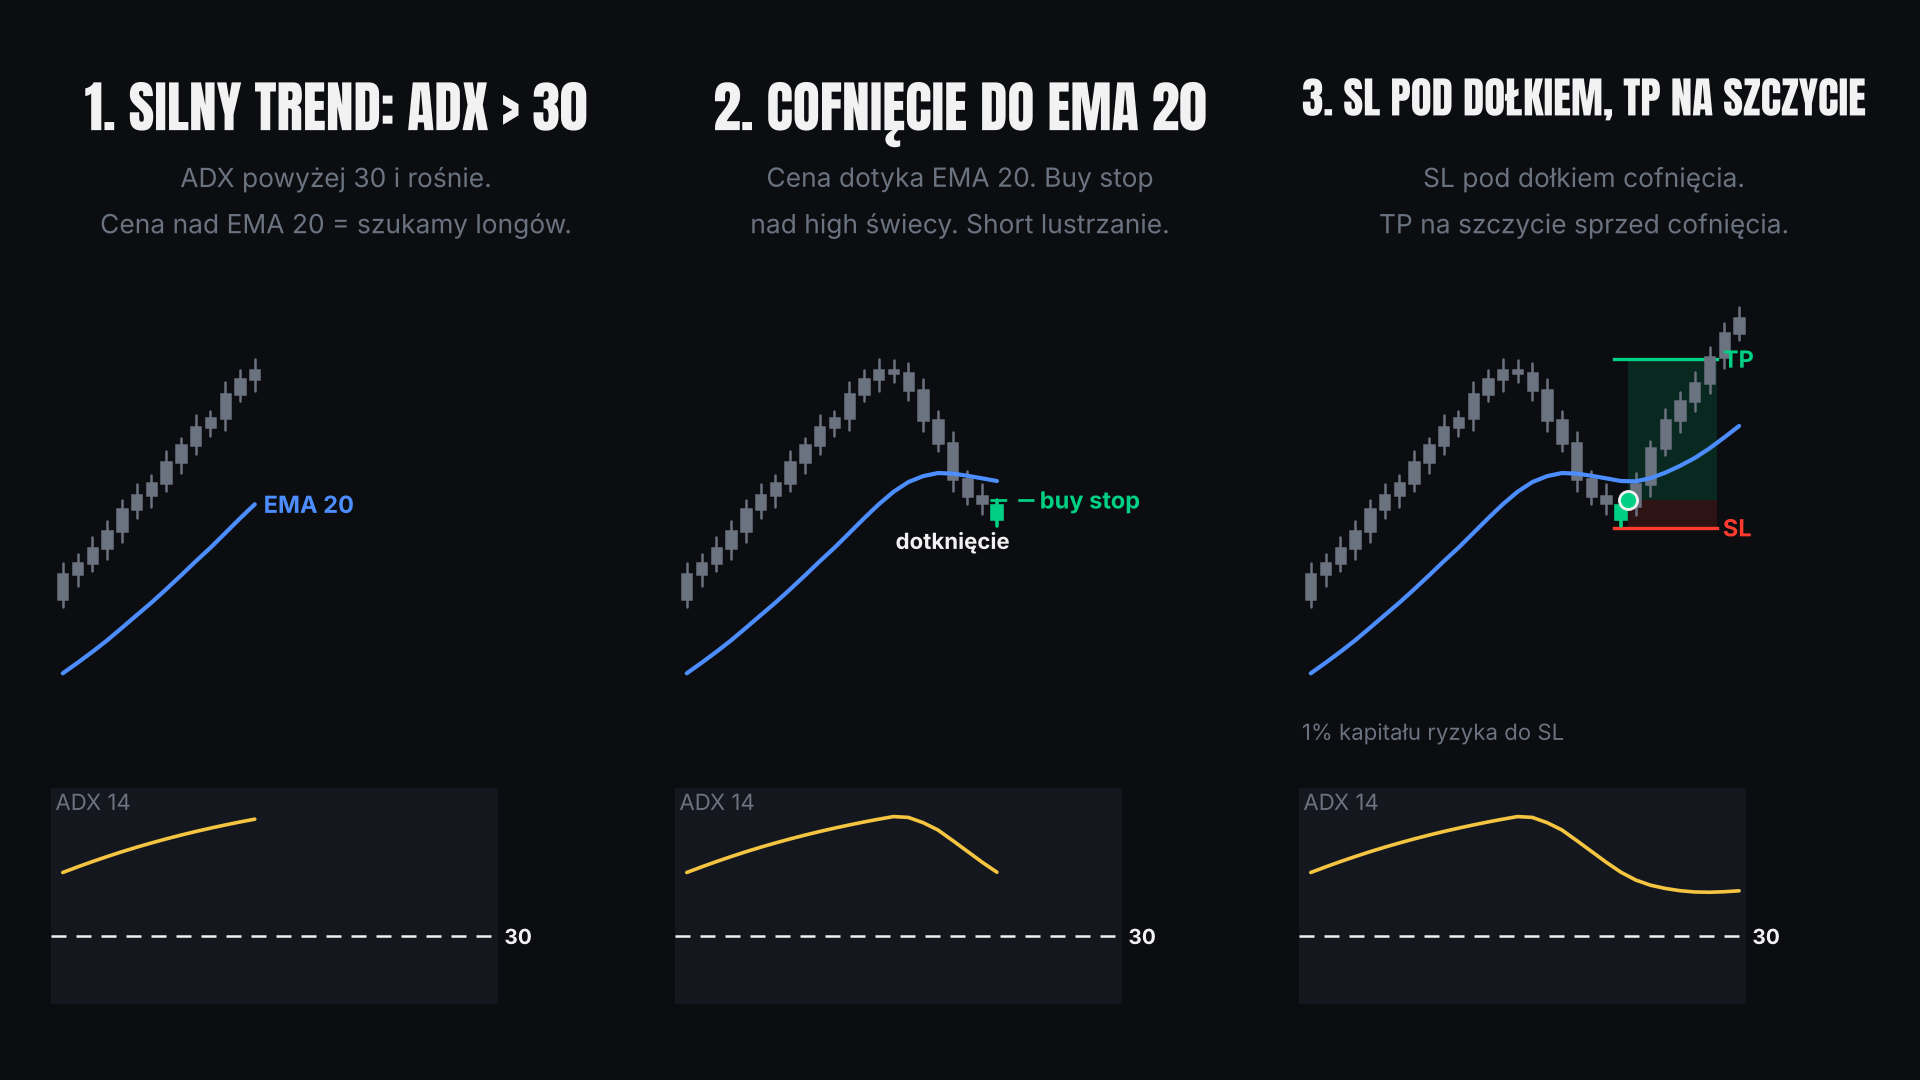 1. SILNY TREND: ADX > 30
ADX powyżej 30 i rośnie.
Cena nad EMA 20 = szukamy longów.
EMA 20
ADX 14
30
2. COFNIĘCIE DO EMA 20
Cena dotyka EMA 20. Buy stop
nad high świecy. Short lustrzanie.
buy stop
dotknięcie
ADX 14
30
3. SL POD DOŁKIEM, TP NA SZCZYCIE
SL pod dołkiem cofnięcia.
TP na szczycie sprzed cofnięcia.
TP
SL
1% kapitału ryzyka do SL
ADX 14
30